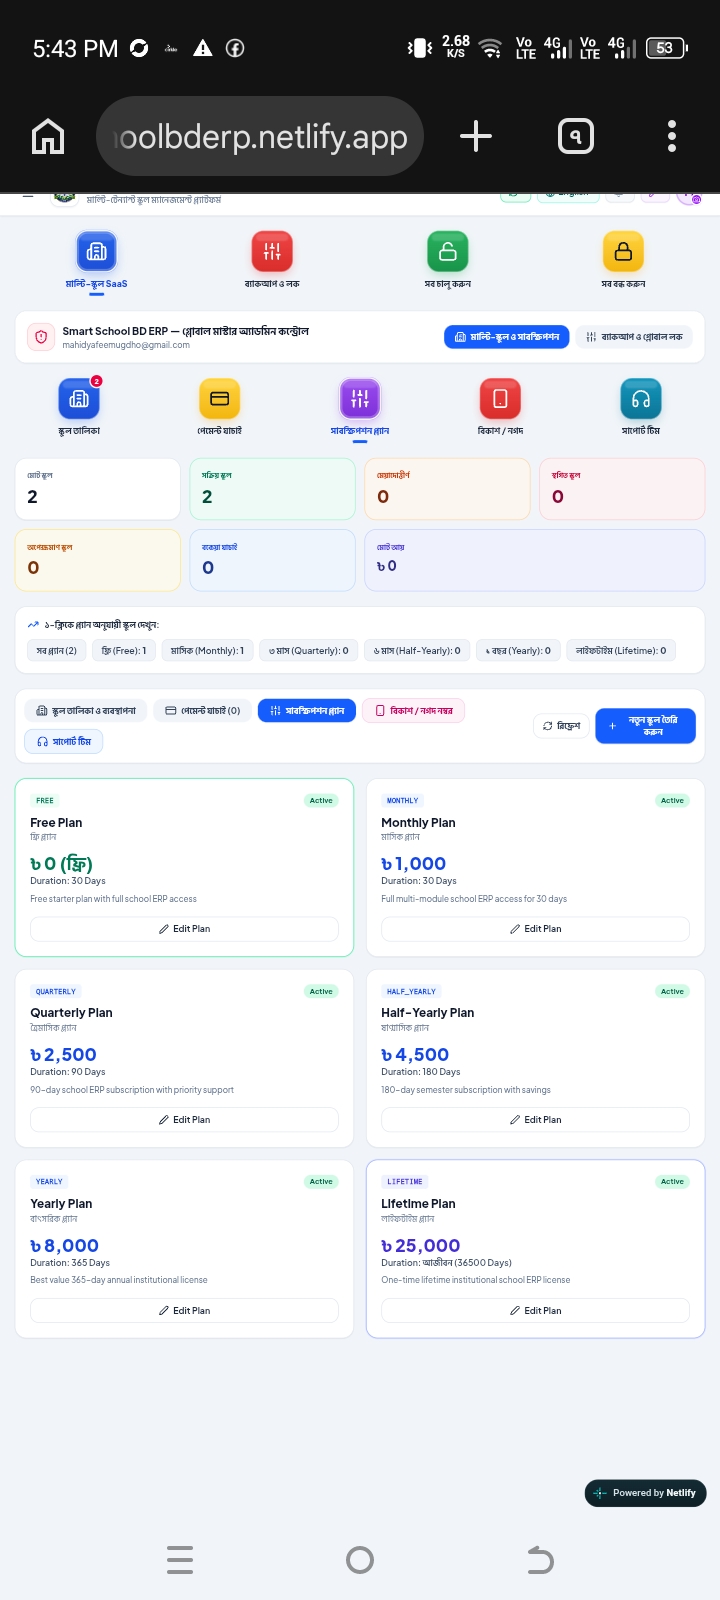 5:43 PM
2.68 K/S
Vo LTE 4G Vo LTE 4G 53
oolbderp.netlify.app
৭
মাল্টি-টেন্যান্ট স্কুল ম্যানেজমেন্ট প্ল্যাটফর্ম
মাল্টি-স্কুল SaaS
ব্যাকআপ ও লক
সব চালু করুন
সব বন্ধ করুন
Smart School BD ERP — গ্লোবাল মাস্টার অ্যাডমিন কন্ট্রোল
mahidyafeemugdho@gmail.com
মাল্টি-স্কুল ও সাবস্ক্রিপশন
ব্যাকআপ ও গ্লোবাল লক
2
স্কুল তালিকা
পেমেন্ট যাচাই
সাবস্ক্রিপশন প্ল্যান
বিকাশ / নগদ
সাপোর্ট টিম
মোট স্কুল
2
সক্রিয় স্কুল
2
মেয়াদোত্তীর্ণ
0
স্থগিত স্কুল
0
অপেক্ষমাণ স্কুল
0
বকেয়া যাচাই
0
মোট আয়
৳ 0
১-ক্লিকে প্ল্যান অনুযায়ী স্কুল দেখুন:
সব প্ল্যান (2)
ফ্রি (Free): 1
মাসিক (Monthly): 1
৩ মাস (Quarterly): 0
৬ মাস (Half-Yearly): 0
১ বছর (Yearly): 0
লাইফটাইম (Lifetime): 0
স্কুল তালিকা ও ব্যবস্থাপনা
পেমেন্ট যাচাই (0)
সাবস্ক্রিপশন প্ল্যান
বিকাশ / নগদ নম্বর
সাপোর্ট টিম
রিফ্রেশ
+ নতুন স্কুল তৈরি
করুন
FREE
Active
Free Plan
ফ্রি প্ল্যান
৳ 0 (ফ্রি)
Duration: 30 Days
Free starter plan with full school ERP access
Edit Plan
MONTHLY
Active
Monthly Plan
মাসিক প্ল্যান
৳ 1,000
Duration: 30 Days
Full multi-module school ERP access for 30 days
Edit Plan
QUARTERLY
Active
Quarterly Plan
ত্রৈমাসিক প্ল্যান
৳ 2,500
Duration: 90 Days
90-day school ERP subscription with priority support
Edit Plan
HALF_YEARLY
Active
Half-Yearly Plan
ষাণ্মাসিক প্ল্যান
৳ 4,500
Duration: 180 Days
180-day semester subscription with savings
Edit Plan
YEARLY
Active
Yearly Plan
বাৎসরিক প্ল্যান
৳ 8,000
Duration: 365 Days
Best value 365-day annual institutional license
Edit Plan
LIFETIME
Active
Lifetime Plan
লাইফটাইম প্ল্যান
৳ 25,000
Duration: আজীবন (36500 Days)
One-time lifetime institutional school ERP license
Edit Plan
Powered by Netlify